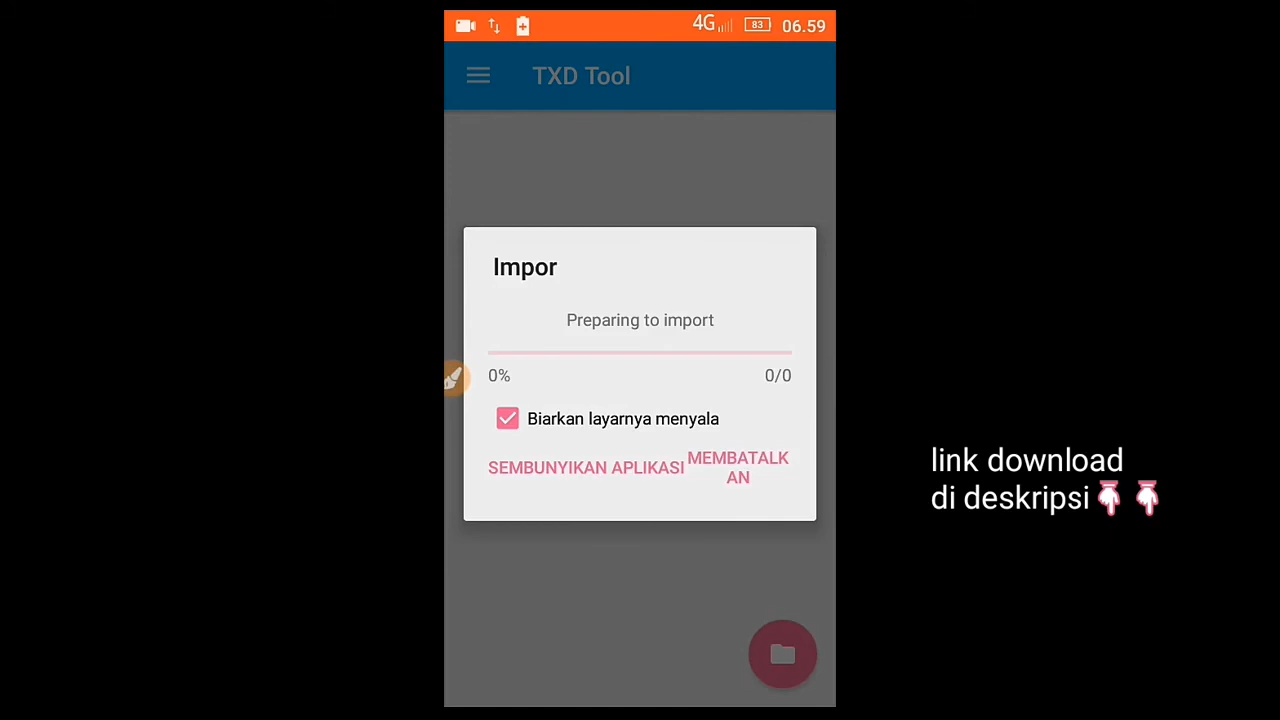 4G 83 06.59
TXD Tool
Impor
Preparing to import
0% 0/0
Biarkan layarnya menyala
SEMBUNYIKAN APLIKASI MEMBATALK
AN
link download
di deskripsi👇👇